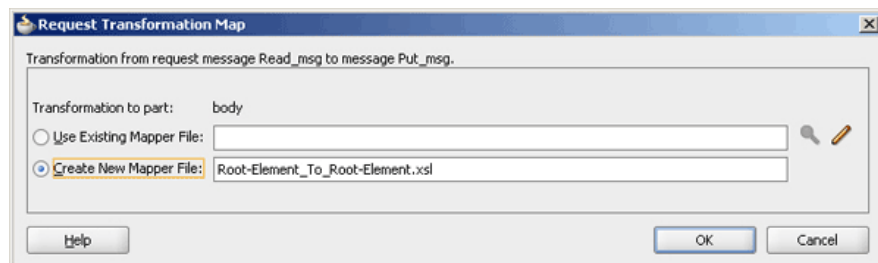 Request Transformation Map
Transformation from request message Read_msg to message Put_msg.
Transformation to part: body
Use Existing Mapper File:
Create New Mapper File: Root-Element_To_Root-Element.xsl
Help OK Cancel